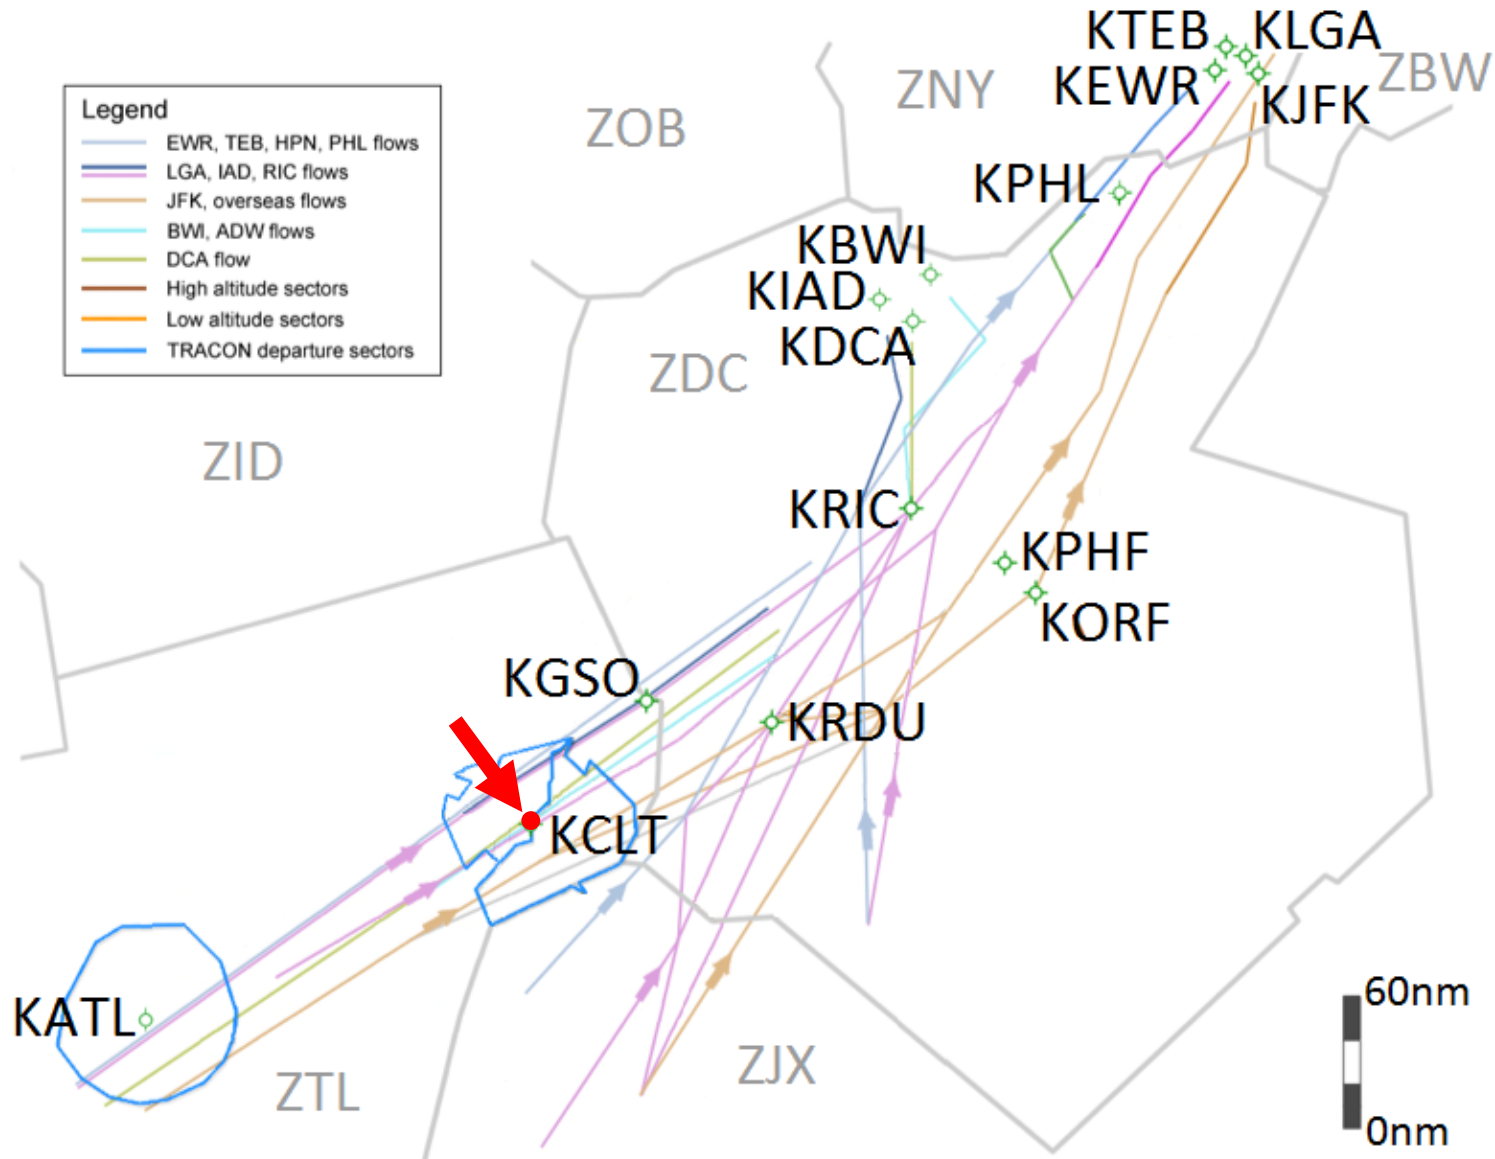 KTEB
KLGA
ZNY
ZBW
KEWR
KJFK
Legend
EWR, TEB, HPN, PHL flows
LGA, IAD, RIC flows
JFK, overseas flows
BWI, ADW flows
DCA flow
High altitude sectors
Low altitude sectors
TRACON departure sectors
ZOB
KPHL
KBWI
KIAD
KDCA
ZDC
ZID
KRIC
KPHF
KORF
KGSO
KRDU
KCLT
KATL
60nm
ZJX
ZTL
0nm